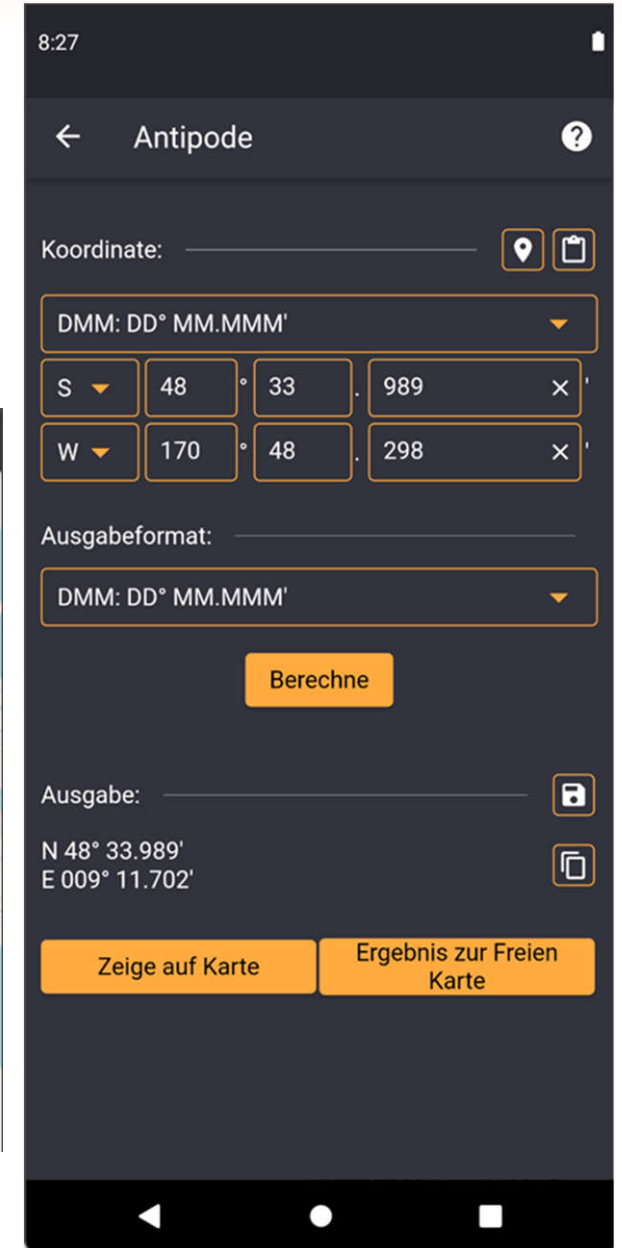 8:27
Antipode
Koordinate:
DMM: DD° MM.MMM'
S 48 ° 33 . 989 '
W 170 ° 48 . 298 '
Ausgabeformat:
DMM: DD° MM.MMM'
Berechne
Ausgabe:
N 48° 33.989'
E 009° 11.702'
Zeige auf Karte
Ergebnis zur Freien
Karte